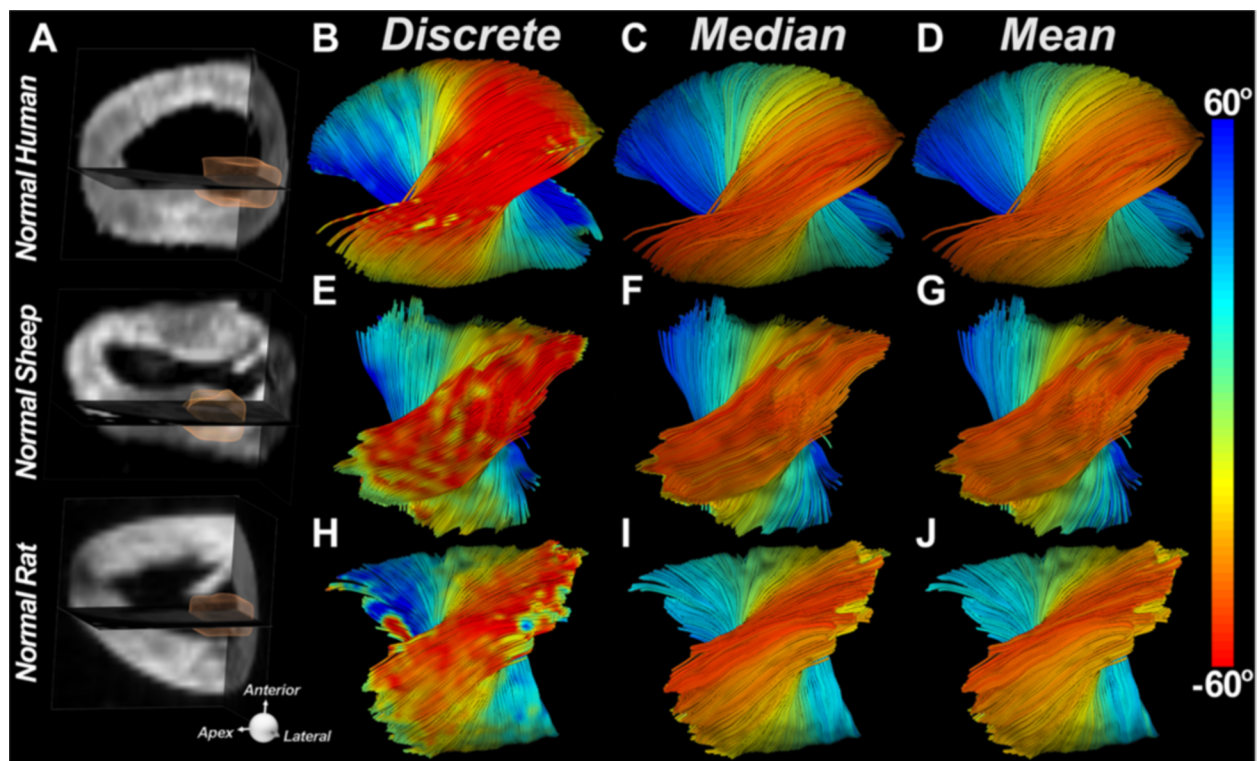 A
B
Discrete
C
Median
D
Mean
Normal Human
60°
E
F
G
Normal Sheep
H
I
J
Normal Rat
-60°
Anterior
Apex
Lateral